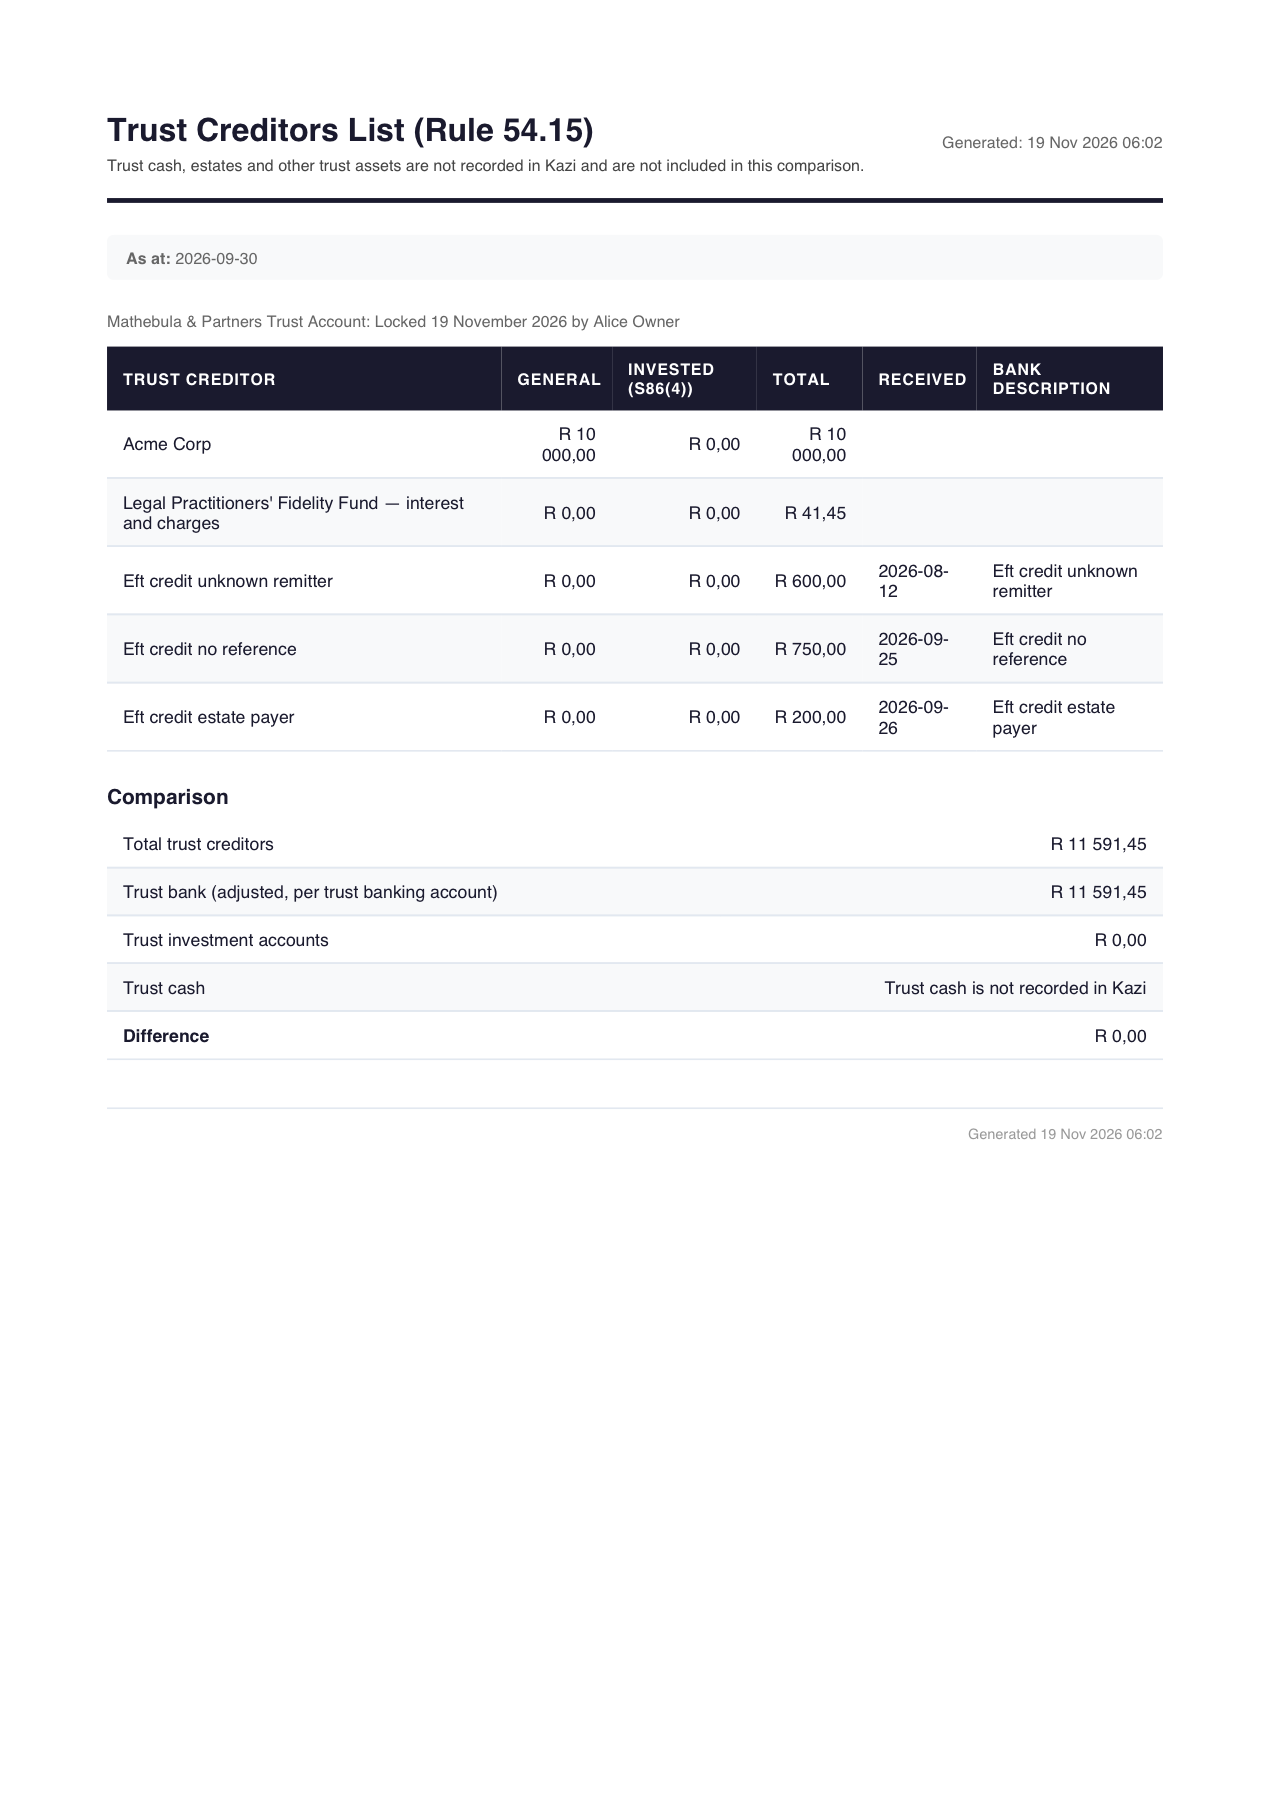 Trust Creditors List (Rule 54.15)
Generated: 19 Nov 2026 06:02
Trust cash, estates and other trust assets are not recorded in Kazi and are not included in this comparison.
As at: 2026-09-30
Mathebula & Partners Trust Account: Locked 19 November 2026 by Alice Owner
TRUST CREDITOR GENERAL INVESTED (S86(4)) TOTAL RECEIVED BANK DESCRIPTION
Acme Corp R 10 000,00 R 0,00 R 10 000,00
Legal Practitioners' Fidelity Fund — interest and charges R 0,00 R 0,00 R 41,45
Eft credit unknown remitter R 0,00 R 0,00 R 600,00 2026-08-12 Eft credit unknown remitter
Eft credit no reference R 0,00 R 0,00 R 750,00 2026-09-25 Eft credit no reference
Eft credit estate payer R 0,00 R 0,00 R 200,00 2026-09-26 Eft credit estate payer
Comparison
Total trust creditors R 11 591,45
Trust bank (adjusted, per trust banking account) R 11 591,45
Trust investment accounts R 0,00
Trust cash Trust cash is not recorded in Kazi
Difference R 0,00
Generated 19 Nov 2026 06:02